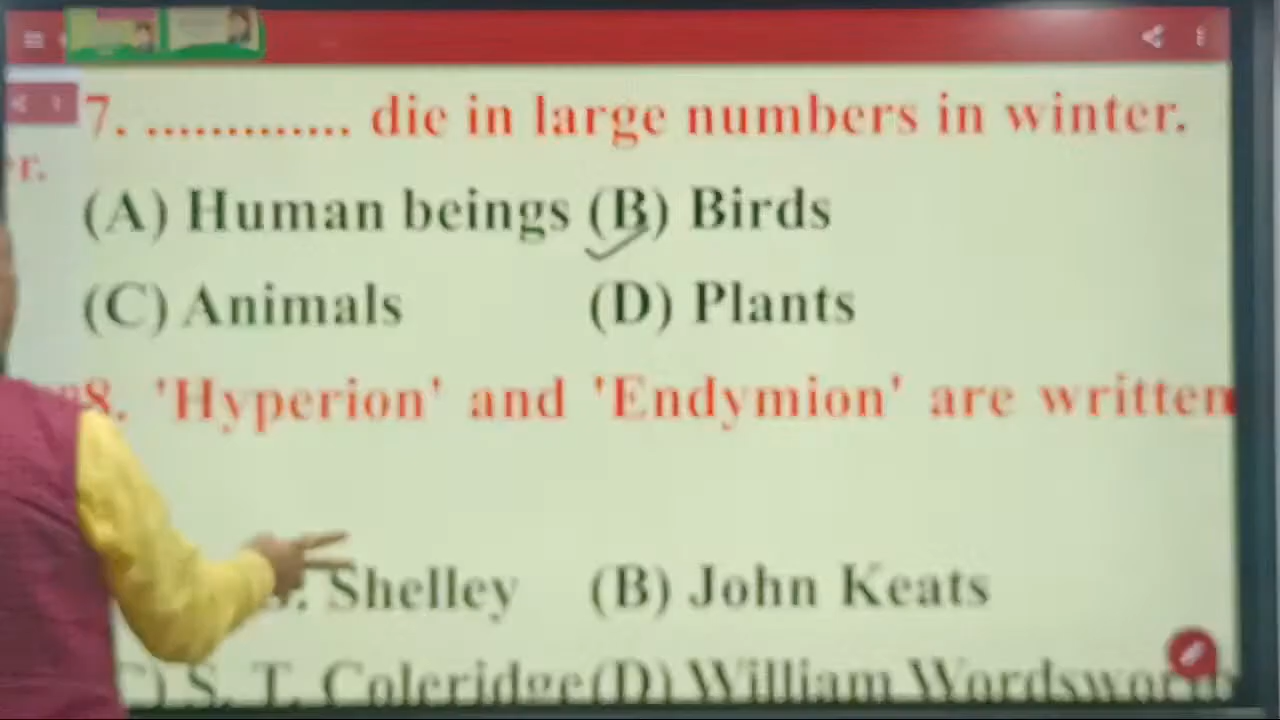 7. ............. die in large numbers in winter.
r.
(A) Human beings (B) Birds
(C) Animals (D) Plants
8. 'Hyperion' and 'Endymion' are written
Shelley (B) John Keats
C) S. T. Coleridge (D) William Wordsworth